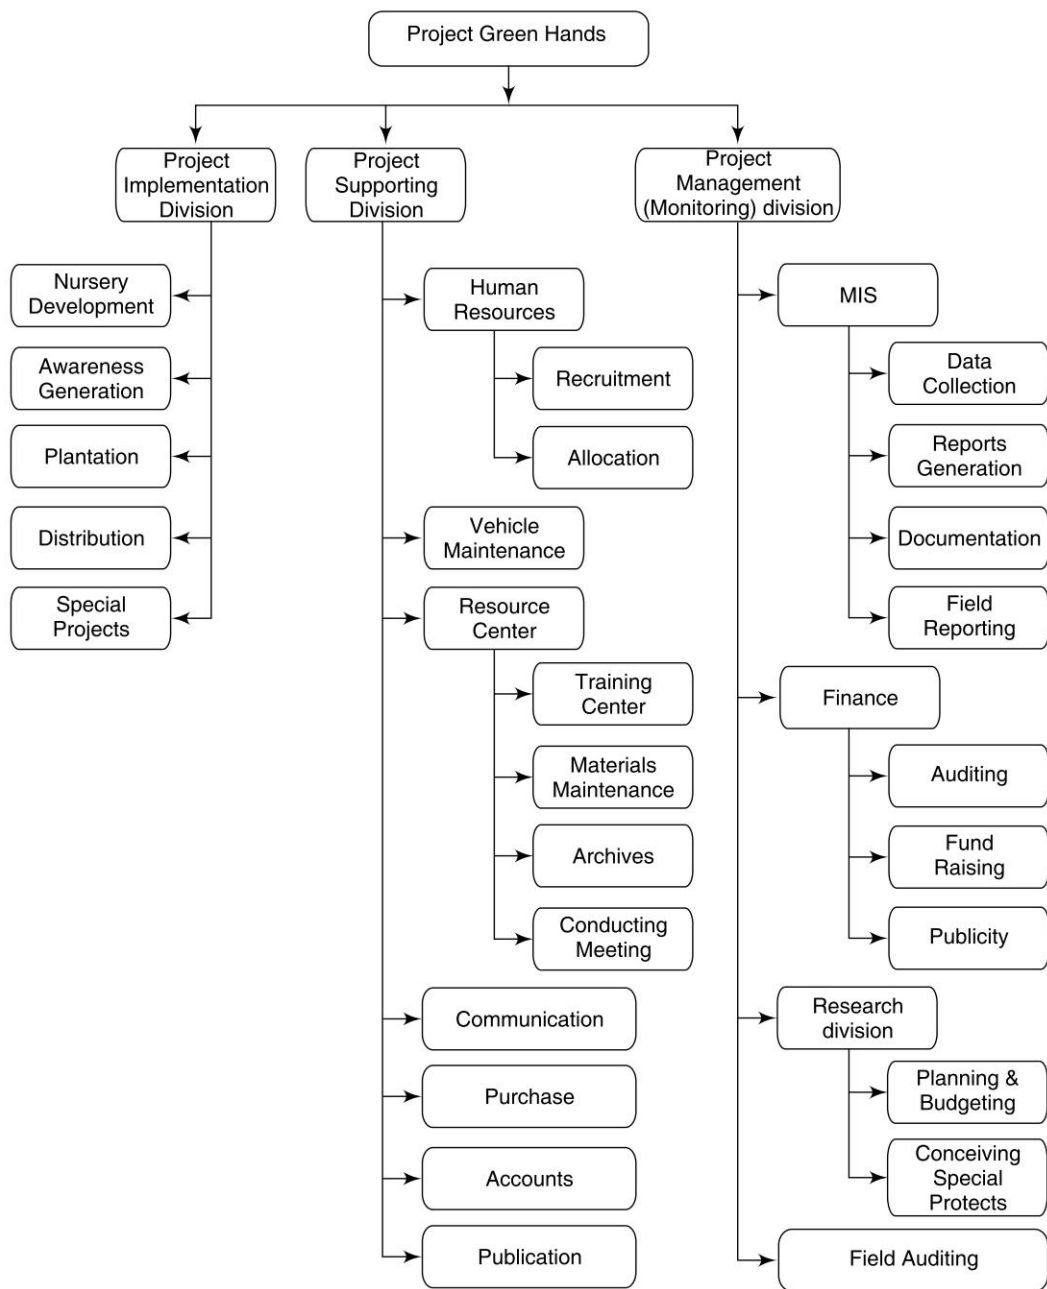 Project Green Hands
Project
Implementation
Division
Nursery
Development
Awareness
Generation
Plantation
Distribution
Special
Projects
Project
Supporting
Division
Human
Resources
Recruitment
Allocation
Vehicle
Maintenance
Resource
Center
Training
Center
Materials
Maintenance
Archives
Conducting
Meeting
Communication
Purchase
Accounts
Publication
Project
Management
(Monitoring) division
MIS
Data
Collection
Reports
Generation
Documentation
Field
Reporting
Finance
Auditing
Fund
Raising
Publicity
Research
division
Planning &
Budgeting
Conceiving
Special
Protects
Field Auditing